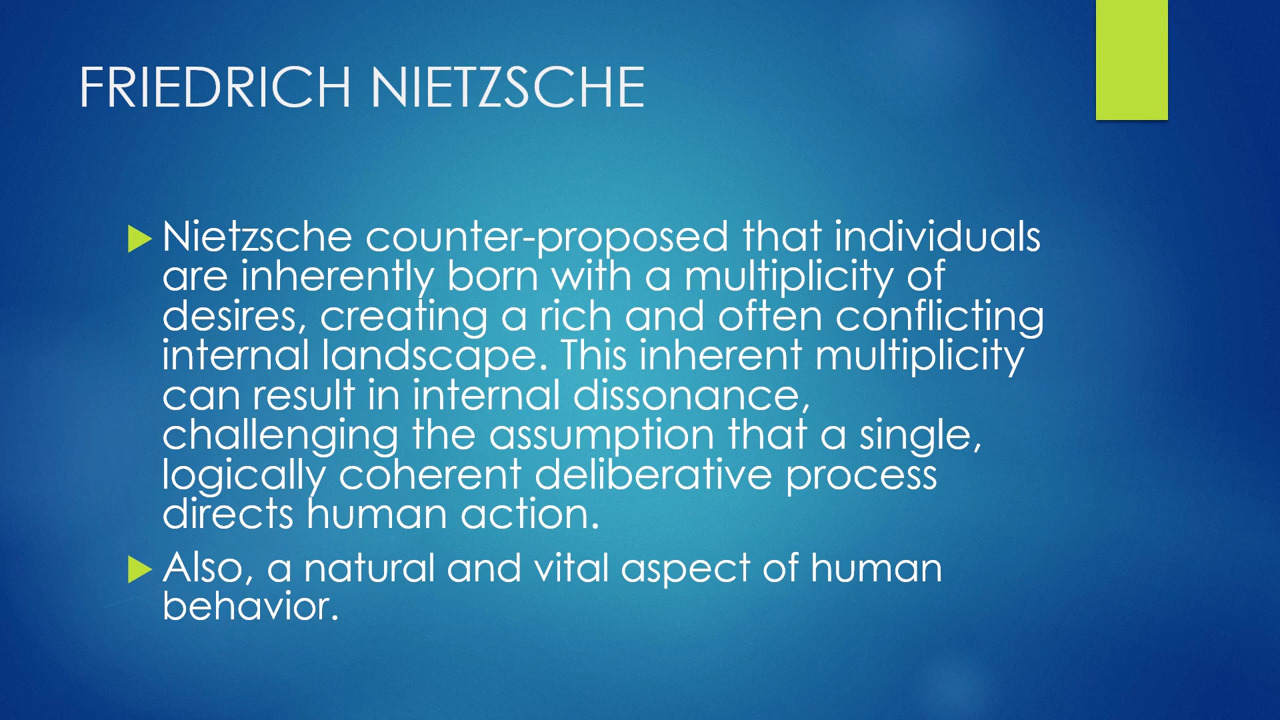 FRIEDRICH NIETZSCHE
Nietzsche counter-proposed that individuals
are inherently born with a multiplicity of
desires, creating a rich and often conflicting
internal landscape. This inherent multiplicity
can result in internal dissonance,
challenging the assumption that a single,
logically coherent deliberative process
directs human action.
Also, a natural and vital aspect of human
behavior.